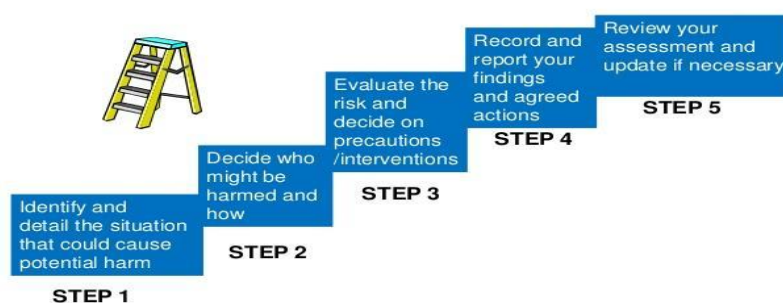 Identify and
detail the situation
that could cause
potential harm
STEP 1
Decide who
might be
harmed and
how
STEP 2
Evaluate the
risk and
decide on
precautions
/interventions
STEP 3
Record and
report your
findings
and agreed
actions
STEP 4
Review your
assessment and
update if necessary
STEP 5